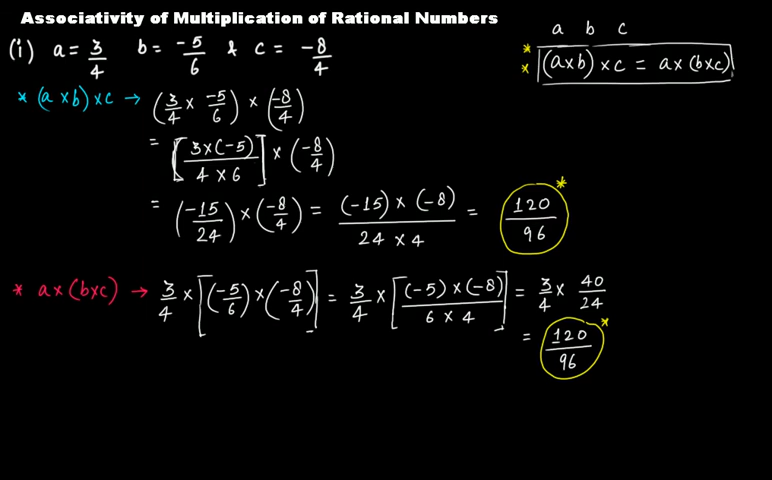 Associativity of Multiplication of Rational Numbers
a b c
(i) a = 3/4 b = -5/6 & c = -8/4
* * (a×b) × c = a × (b×c)
* (a×b)×c → (3/4 × -5/6) × (-8/4)
= [3×(-5)/4×6] × (-8/4)
= (-15/24) × (-8/4) = (-15) × (-8)/24 × 4 = 120/96 *
* a×(b×c) → 3/4 × [(-5/6) × (-8/4)] = 3/4 × [(-5) × (-8)/6 × 4] = 3/4 × 40/24
= 120/96 *